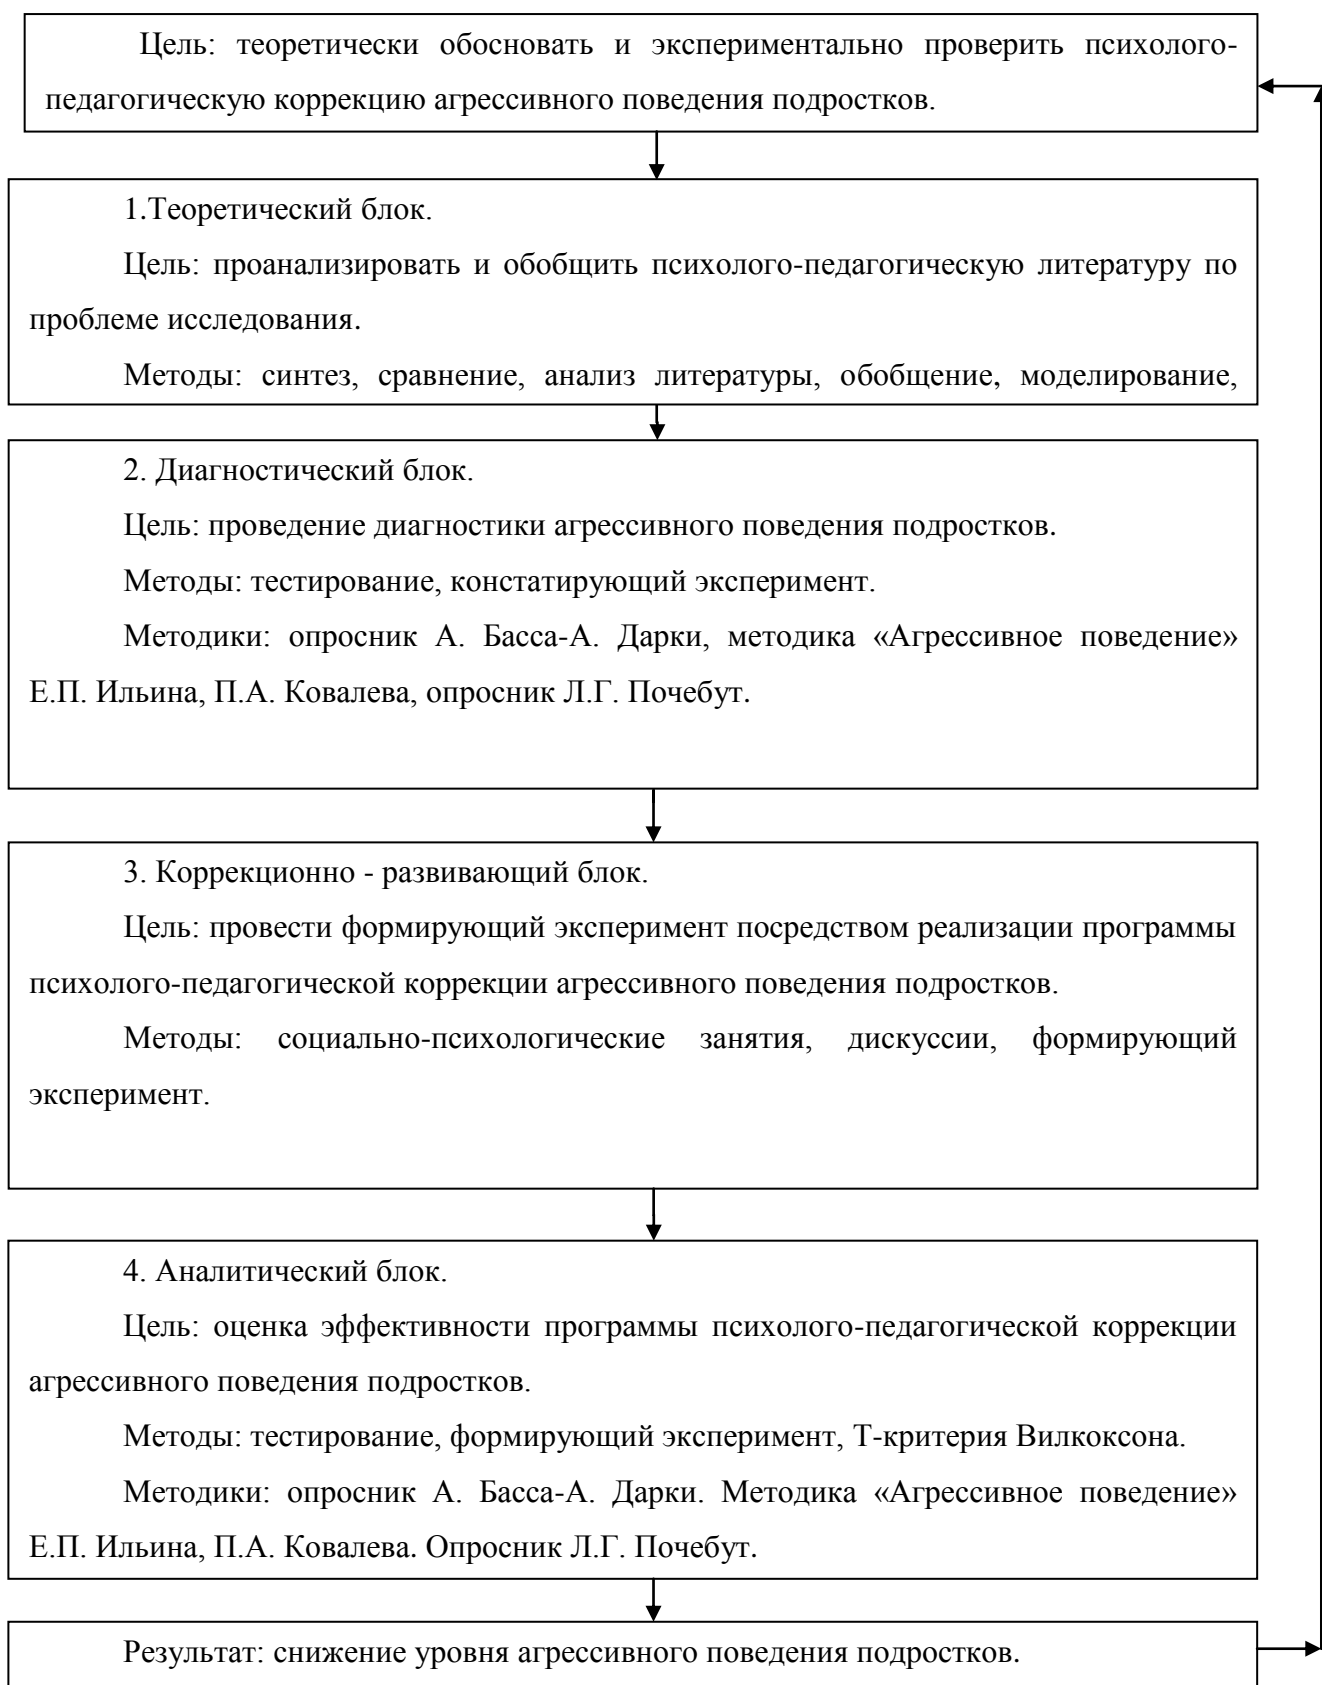 Цель: теоретически обосновать и экспериментально проверить психолого-
педагогическую коррекцию агрессивного поведения подростков.
1.Теоретический блок.
Цель: проанализировать и обобщить психолого-педагогическую литературу по
проблеме исследования.
Методы: синтез, сравнение, анализ литературы, обобщение, моделирование,
2. Диагностический блок.
Цель: проведение диагностики агрессивного поведения подростков.
Методы: тестирование, констатирующий эксперимент.
Методики: опросник А. Басса-А. Дарки, методика «Агрессивное поведение»
Е.П. Ильина, П.А. Ковалева, опросник Л.Г. Почебут.
3. Коррекционно - развивающий блок.
Цель: провести формирующий эксперимент посредством реализации программы
психолого-педагогической коррекции агрессивного поведения подростков.
Методы: социально-психологические занятия, дискуссии, формирующий
эксперимент.
4. Аналитический блок.
Цель: оценка эффективности программы психолого-педагогической коррекции
агрессивного поведения подростков.
Методы: тестирование, формирующий эксперимент, Т-критерия Вилкоксона.
Методики: опросник А. Басса-А. Дарки. Методика «Агрессивное поведение»
Е.П. Ильина, П.А. Ковалева. Опросник Л.Г. Почебут.
Результат: снижение уровня агрессивного поведения подростков.